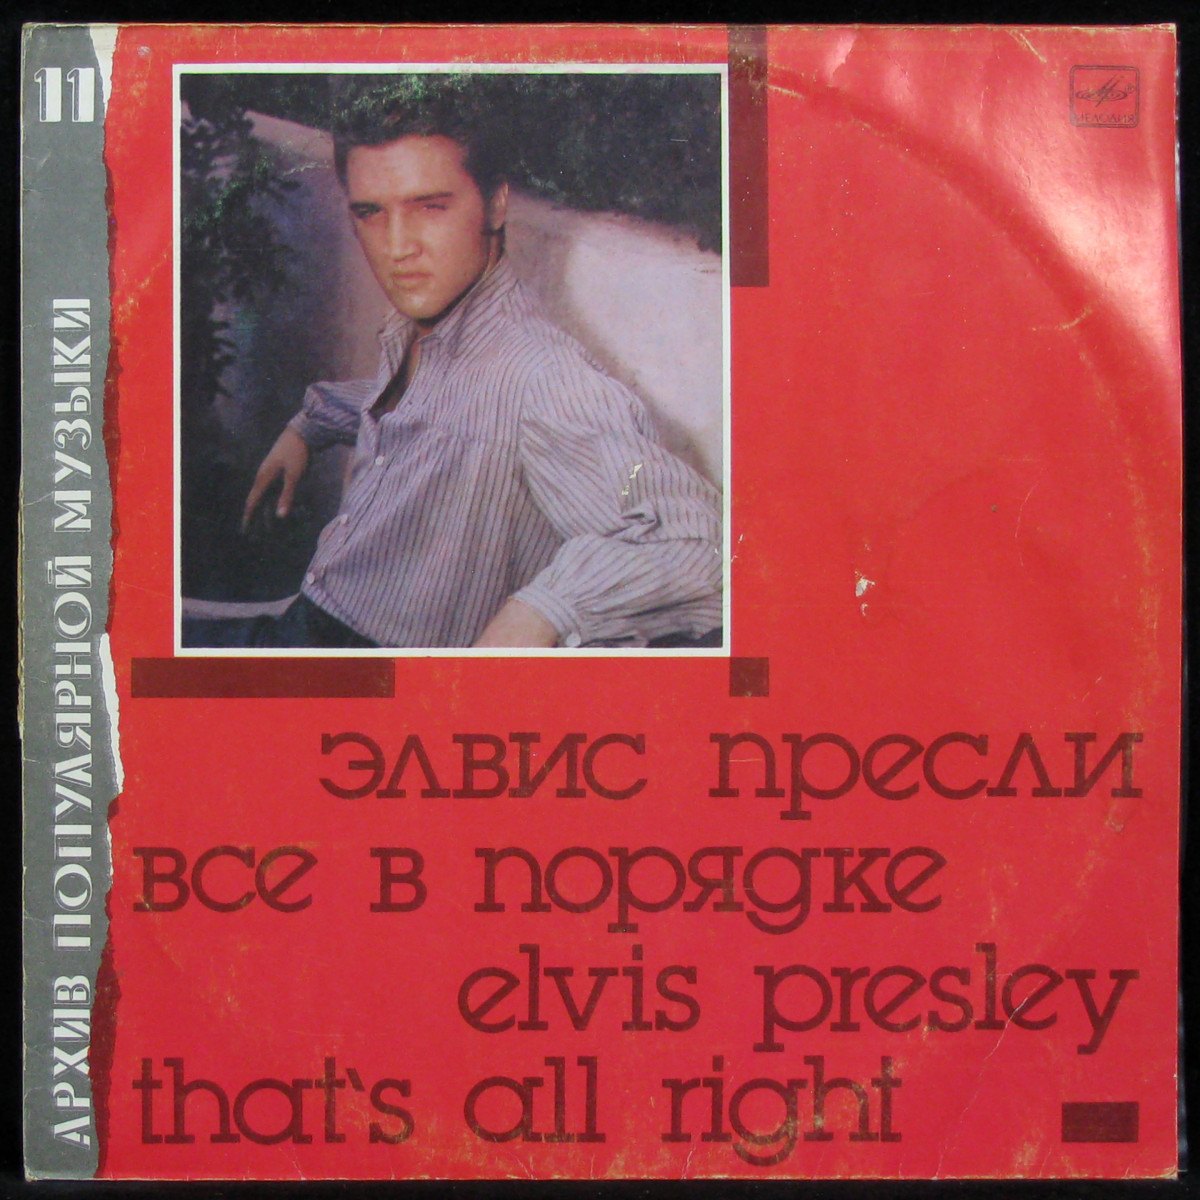 11
АРХИВ ПОПУЛЯРНОЙ МУЗЫКИ
МЕЛОДИЯ
элвис пресли
все в порядке
elvis presley
that's all right